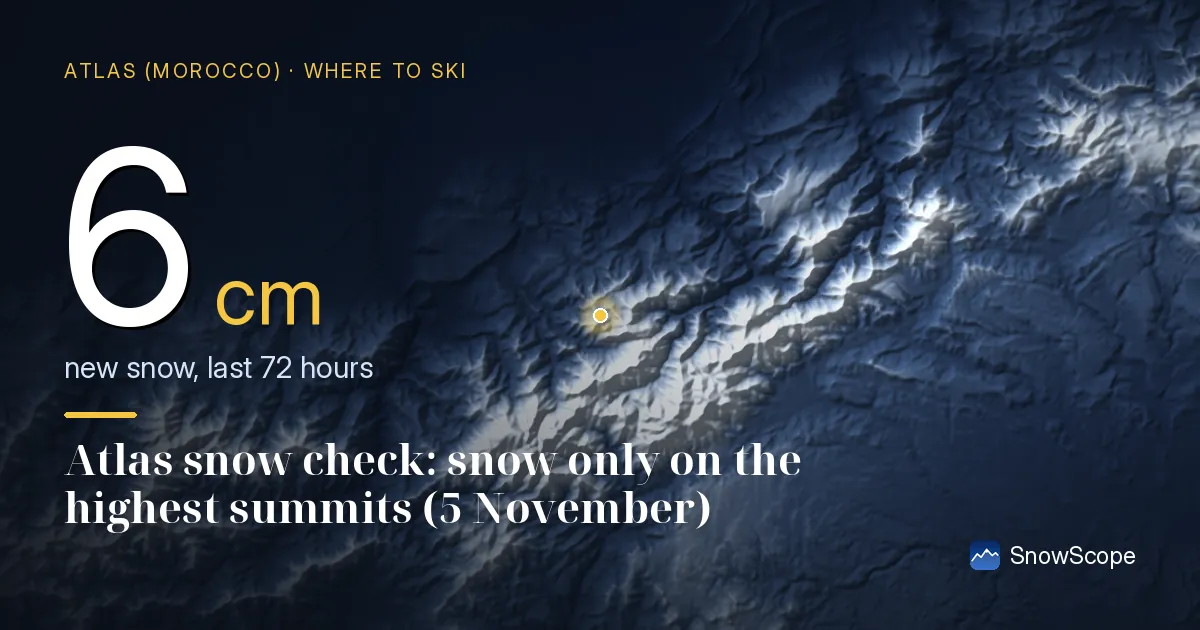 ATLAS (MOROCCO) · WHERE TO SKI
6 cm
new snow, last 72 hours
Atlas snow check: snow only on the
highest summits (5 November)
SnowScope